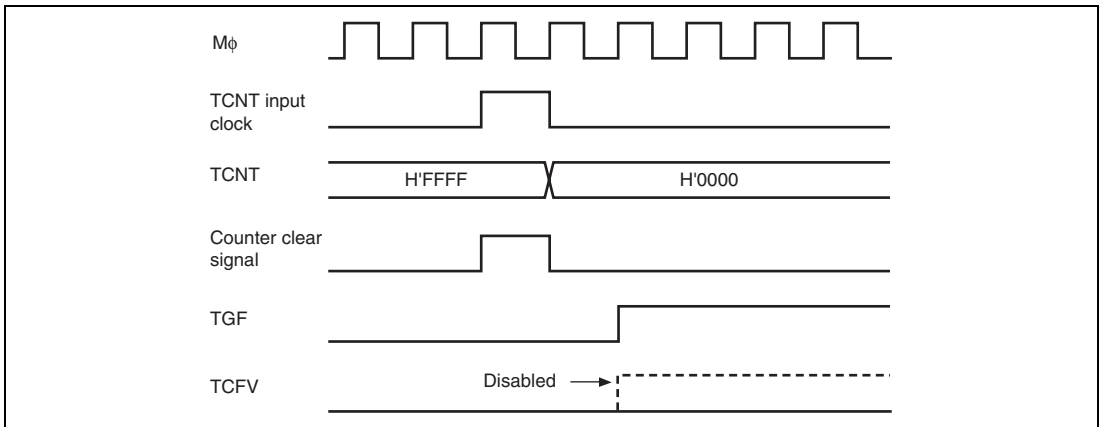 Mϕ
TCNT input
clock
TCNT
H'FFFF
H'0000
Counter clear
signal
TGF
TCFV
Disabled